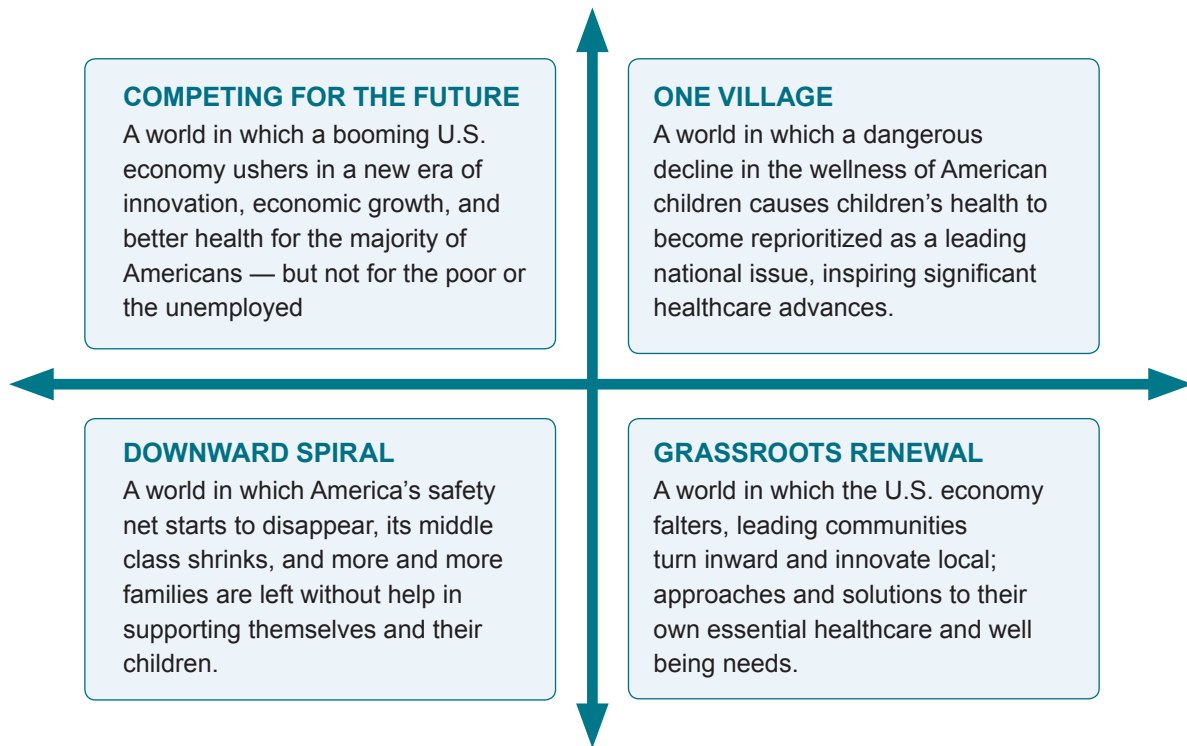 COMPETING FOR THE FUTURE
A world in which a booming U.S.
economy ushers in a new era of
innovation, economic growth, and
better health for the majority of
Americans — but not for the poor or
the unemployed
ONE VILLAGE
A world in which a dangerous
decline in the wellness of American
children causes children’s health to
become reprioritized as a leading
national issue, inspiring significant
healthcare advances.
DOWNWARD SPIRAL
A world in which America’s safety
net starts to disappear, its middle
class shrinks, and more and more
families are left without help in
supporting themselves and their
children.
GRASSROOTS RENEWAL
A world in which the U.S. economy
falters, leading communities
turn inward and innovate local;
approaches and solutions to their
own essential healthcare and well
being needs.